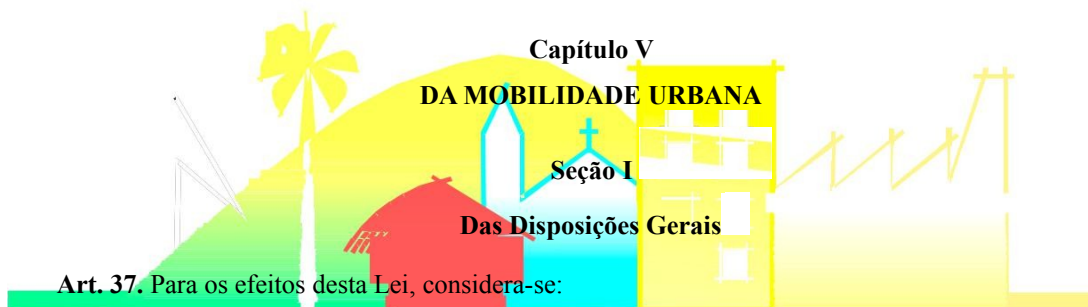 Capítulo V
DA MOBILIDADE URBANA
Seção I
Das Disposições Gerais
Art. 37. Para os efeitos desta Lei, considera-se: